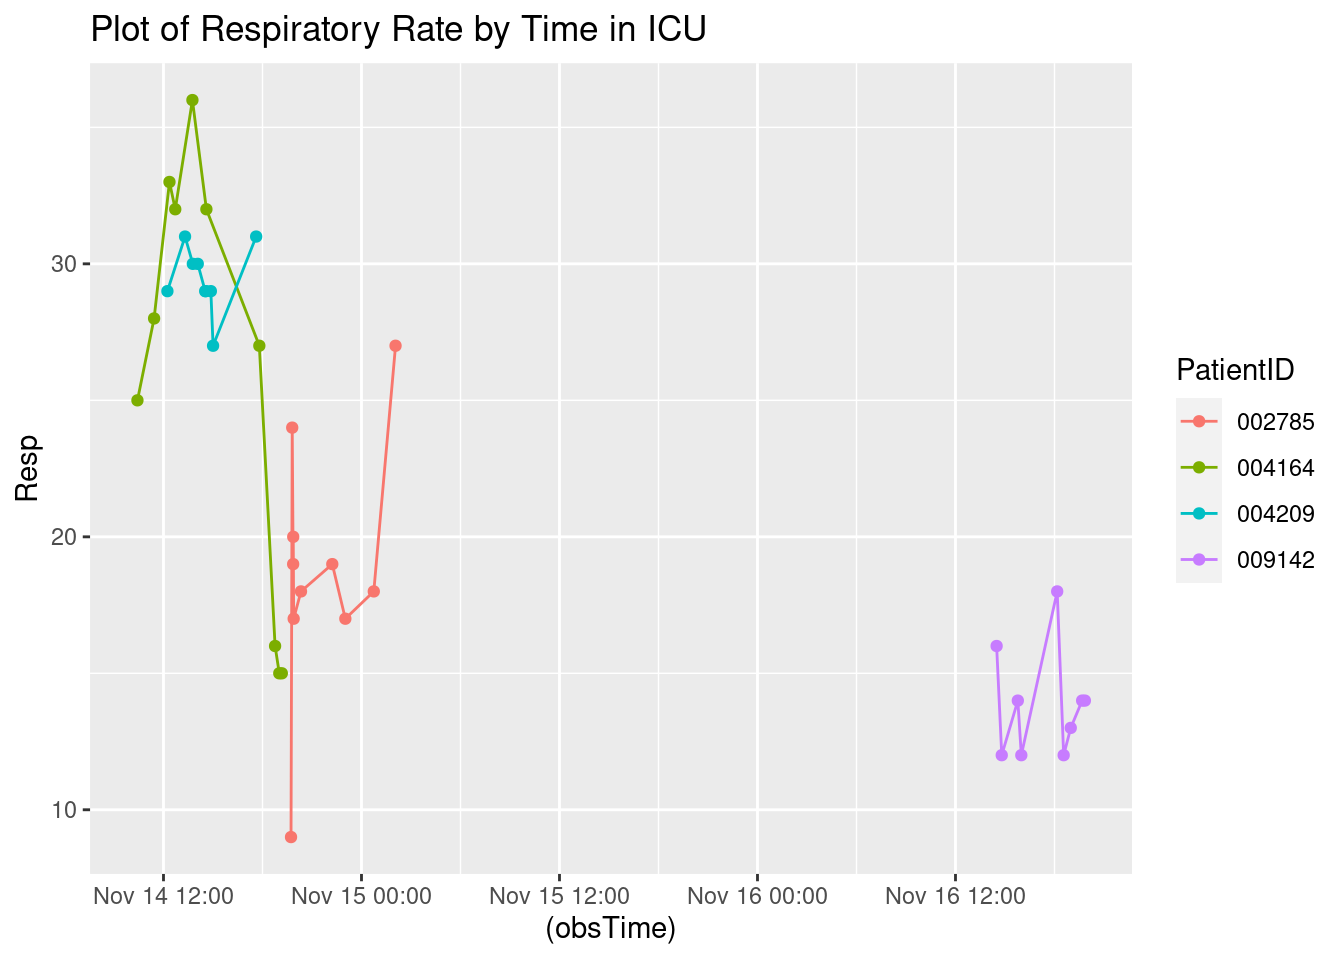 Plot of Respiratory Rate by Time in ICU
Resp
30
20
10
Nov 14 12:00
Nov 15 00:00
Nov 15 12:00
Nov 16 00:00
Nov 16 12:00
(obsTime)
PatientID
002785
004164
004209
009142